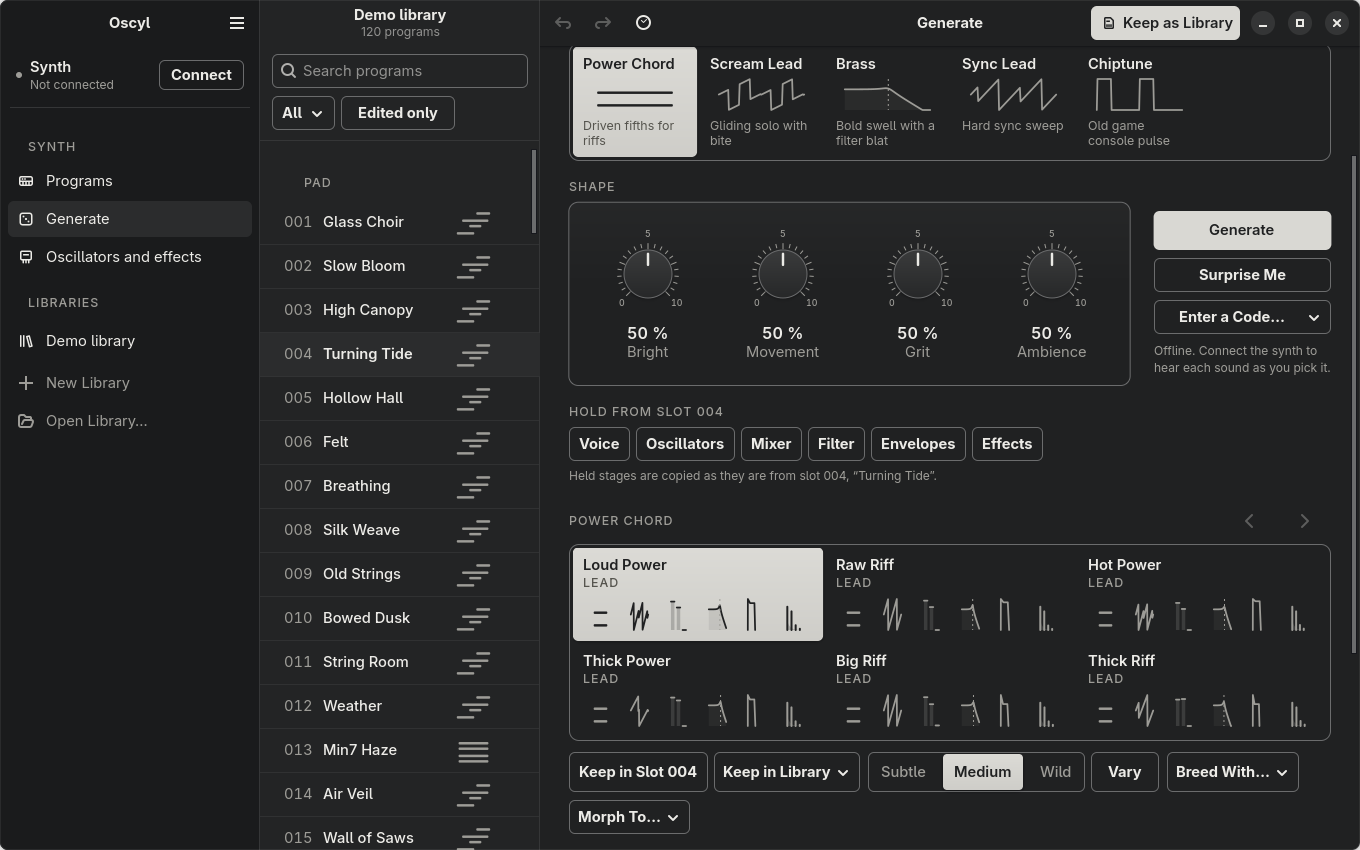 Oscyl
Synth
Not connected
Connect
SYNTH
Programs
Generate
Oscillators and effects
LIBRARIES
Demo library
New Library
Open Library…
Demo library
120 programs
Search programs
All
Edited only
PAD
001 Glass Choir
002 Slow Bloom
003 High Canopy
004 Turning Tide
005 Hollow Hall
006 Felt
007 Breathing
008 Silk Weave
009 Old Strings
010 Bowed Dusk
011 String Room
012 Weather
013 Min7 Haze
014 Air Veil
015 Wall of Saws
Generate
Keep as Library
Power Chord
Driven fifths for
riffs
Scream Lead
Gliding solo with
bite
Brass
Bold swell with a
filter blat
Sync Lead
Hard sync sweep
Chiptune
Old game
console pulse
SHAPE
5
0 10
50 %
Bright
5
0 10
50 %
Movement
5
0 10
50 %
Grit
5
0 10
50 %
Ambience
Generate
Surprise Me
Enter a Code…
Offline. Connect the synth to
hear each sound as you pick it.
HOLD FROM SLOT 004
Voice
Oscillators
Mixer
Filter
Envelopes
Effects
Held stages are copied as they are from slot 004, “Turning Tide”.
POWER CHORD
Loud Power
LEAD
Raw Riff
LEAD
Hot Power
LEAD
Thick Power
LEAD
Big Riff
LEAD
Thick Riff
LEAD
Keep in Slot 004
Keep in Library
Subtle
Medium
Wild
Vary
Breed With…
Morph To…